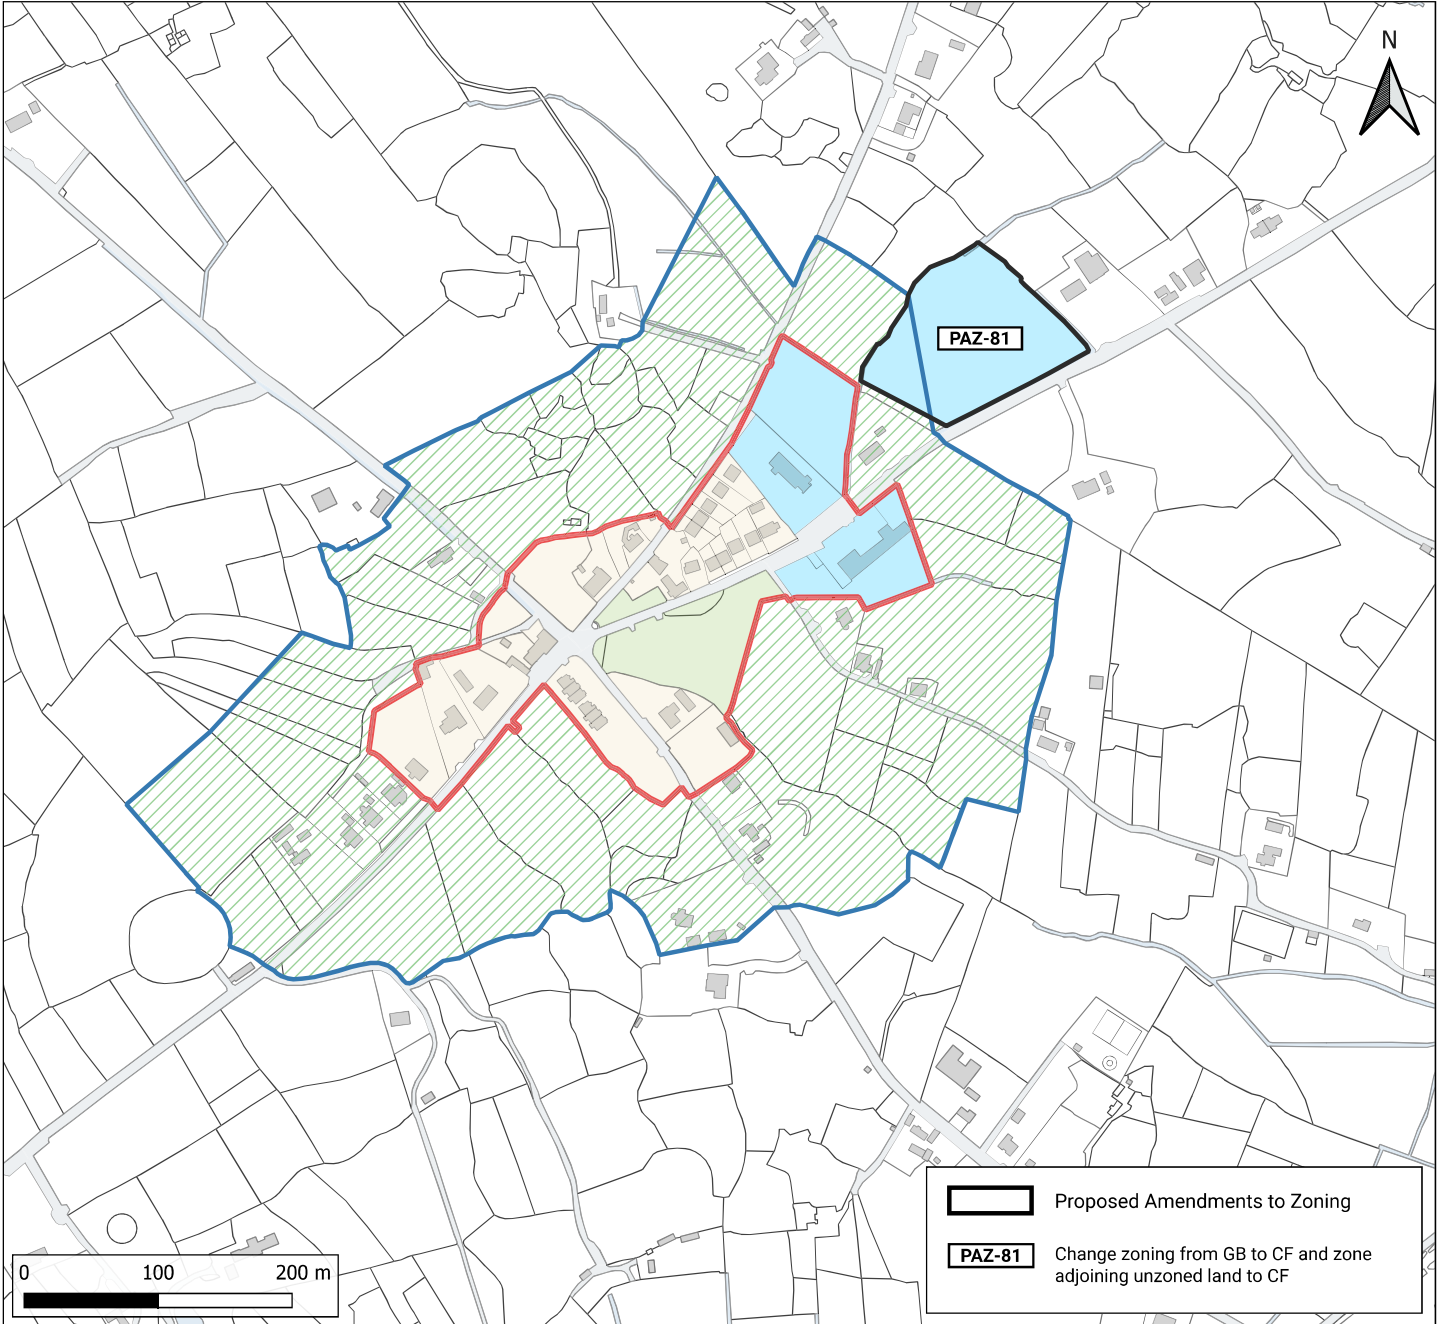 N
PAZ-81
Proposed Amendments to Zoning
PAZ-81
Change zoning from GB to CF and zone
adjoining unzoned land to CF
0 100 200 m